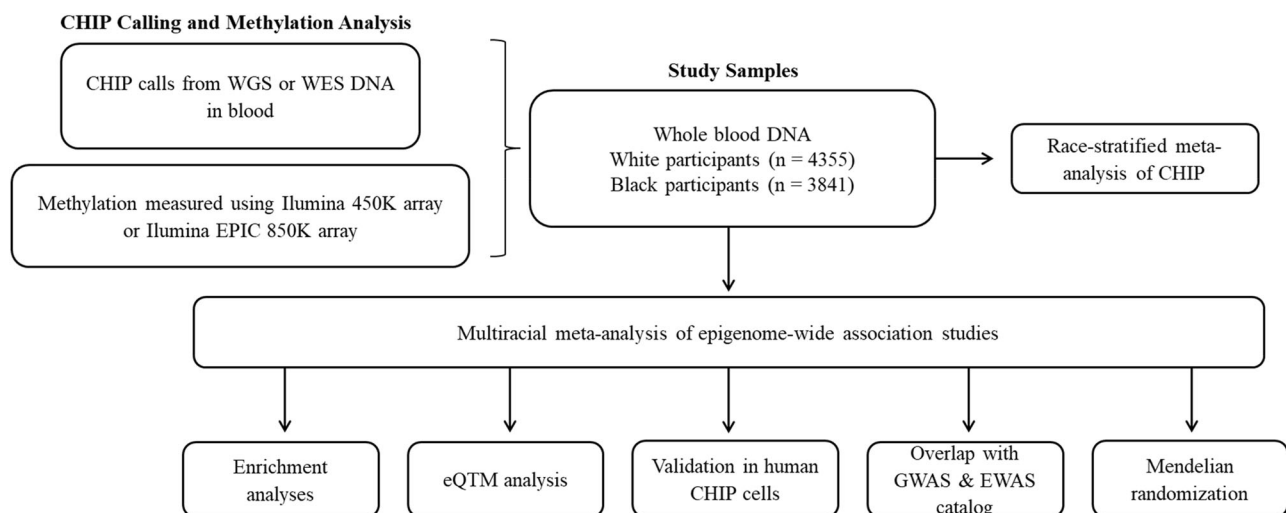 CHIP Calling and Methylation Analysis
CHIP calls from WGS or WES DNA
in blood
Methylation measured using Ilumina 450K array
or Ilumina EPIC 850K array
Study Samples
Whole blood DNA
White participants (n = 4355)
Black participants (n = 3841)
Race-stratified meta-
analysis of CHIP
Multiracial meta-analysis of epigenome-wide association studies
Enrichment
analyses
eQTM analysis
Validation in human
CHIP cells
Overlap with
GWAS & EWAS
catalog
Mendelian
randomization